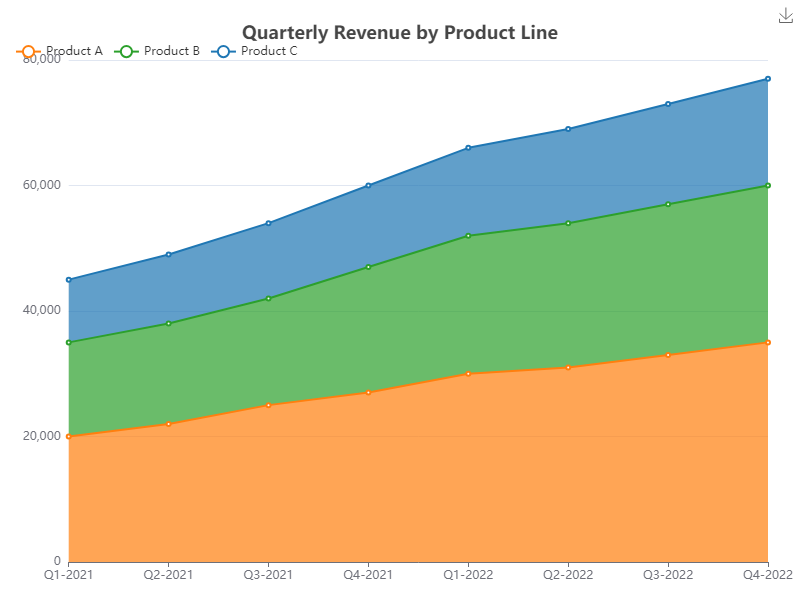 Quarterly Revenue by Product Line
Product A Product B Product C
80,000
60,000
40,000
20,000
0
Q1-2021 Q2-2021 Q3-2021 Q4-2021 Q1-2022 Q2-2022 Q3-2022 Q4-2022